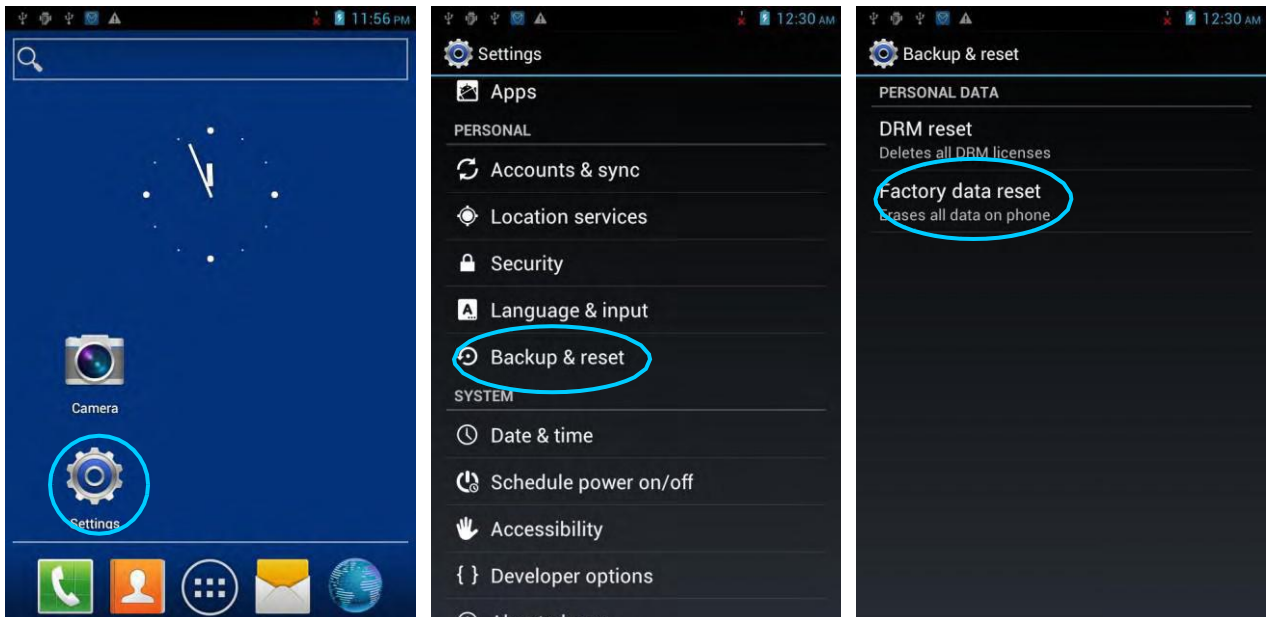 11:56 PM
Camera
Settings
12:30 AM
Settings
Apps
PERSONAL
Accounts & sync
Location services
Security
Language & input
Backup & reset
SYSTEM
Date & time
Schedule power on/off
Accessibility
{ } Developer options
12:30 AM
Backup & reset
PERSONAL DATA
DRM reset
Deletes all DRM licenses
Factory data reset
Erases all data on phone